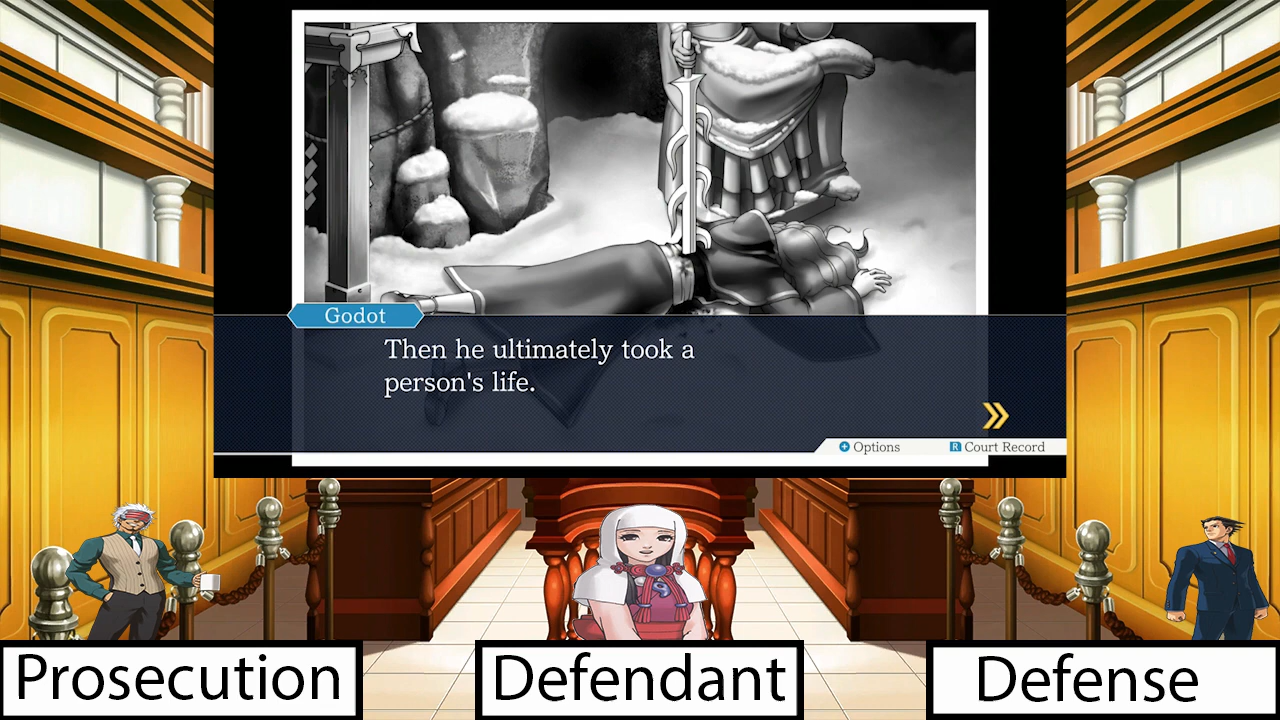 Godot
Then he ultimately took a
person's life.
Options
R Court Record
Prosecution
Defendant
Defense